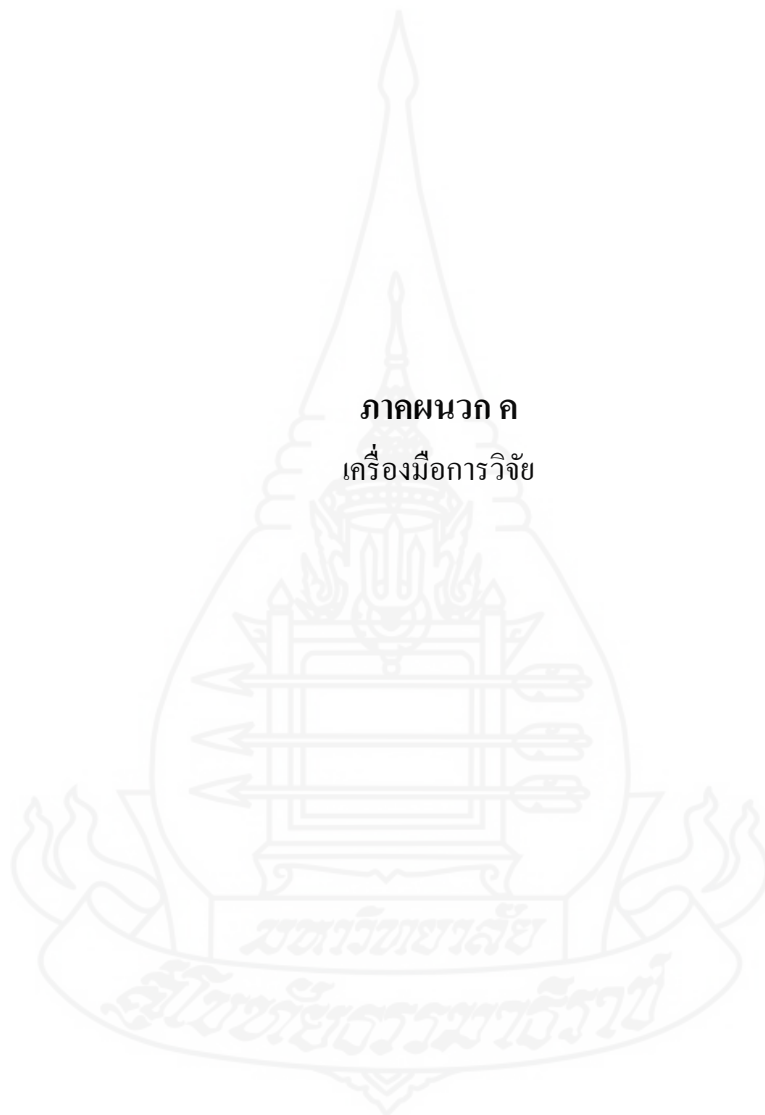 ภาคผนวก ค
เครื่องมือการวิจัย
มหาวิทยาลัย
สุโขทัยธรรมาธิราช